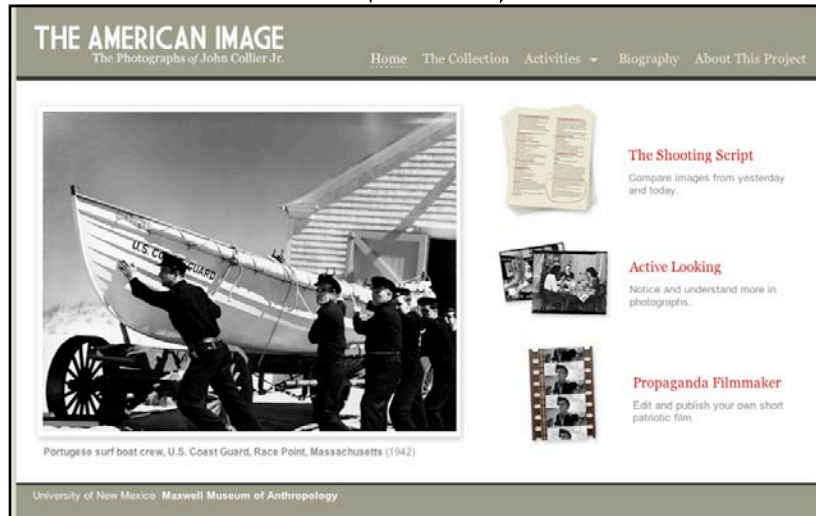 THE AMERICAN IMAGE
The Photographs of John Collier Jr.
Home The Collection Activities Biography About This Project
U.S. COAST GUARD
Portugese surf boat crew, U.S. Coast Guard, Race Point, Massachusetts (1942)
The Shooting Script
Compare images from yesterday
and today.
Active Looking
Notice and understand more in
photographs.
Propaganda Filmmaker
Edit and publish your own short
patriotic film.
University of New Mexico Maxwell Museum of Anthropology